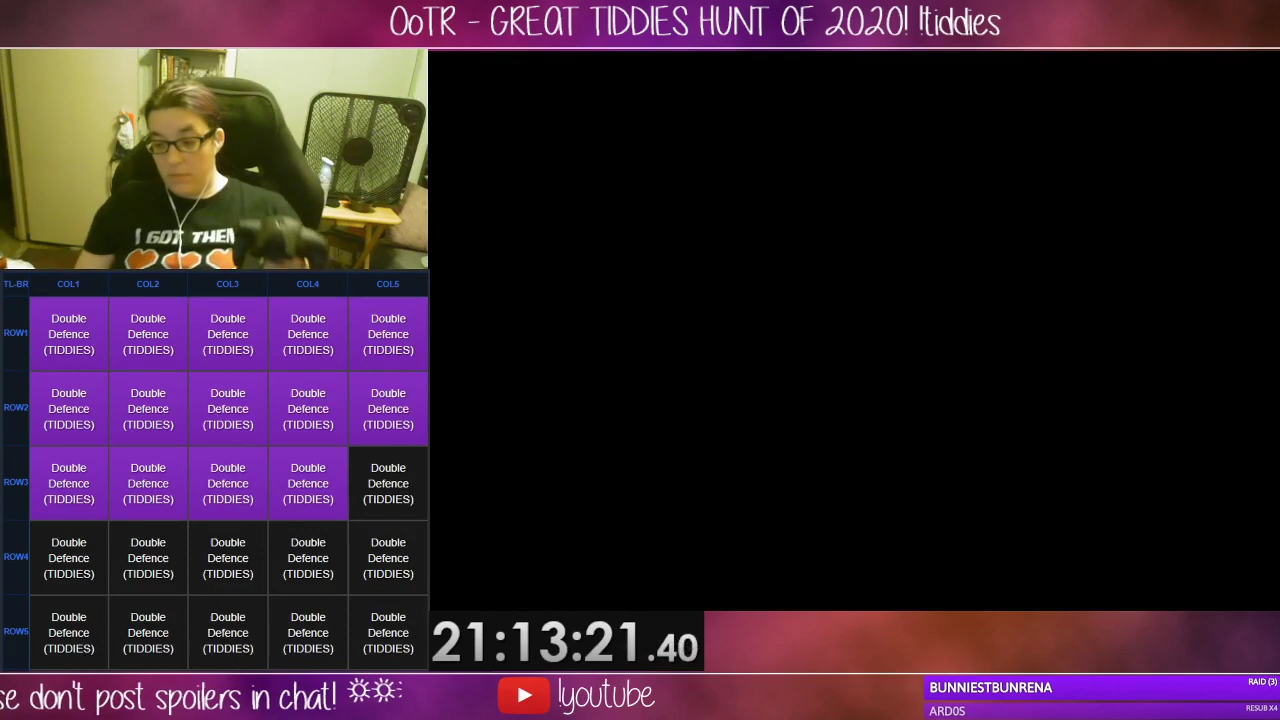 OoTR - GREAT TIDDIES HUNT OF 2020! !tiddies
I GOT THEM
TL-BR COL1 COL2 COL3 COL4 COL5
ROW1
Double Double Double Double Double
Defence Defence Defence Defence Defence
(TIDDIES) (TIDDIES) (TIDDIES) (TIDDIES) (TIDDIES)
ROW2
Double Double Double Double Double
Defence Defence Defence Defence Defence
(TIDDIES) (TIDDIES) (TIDDIES) (TIDDIES) (TIDDIES)
ROW3
Double Double Double Double Double
Defence Defence Defence Defence Defence
(TIDDIES) (TIDDIES) (TIDDIES) (TIDDIES) (TIDDIES)
ROW4
Double Double Double Double Double
Defence Defence Defence Defence Defence
(TIDDIES) (TIDDIES) (TIDDIES) (TIDDIES) (TIDDIES)
ROW5
Double Double Double Double Double
Defence Defence Defence Defence Defence
(TIDDIES) (TIDDIES) (TIDDIES) (TIDDIES) (TIDDIES)
21:13:21.40
se don't post spoilers in chat!
!youtube
BUNNIESTBUNRENA RAID (3)
ARD0S RESUB X4